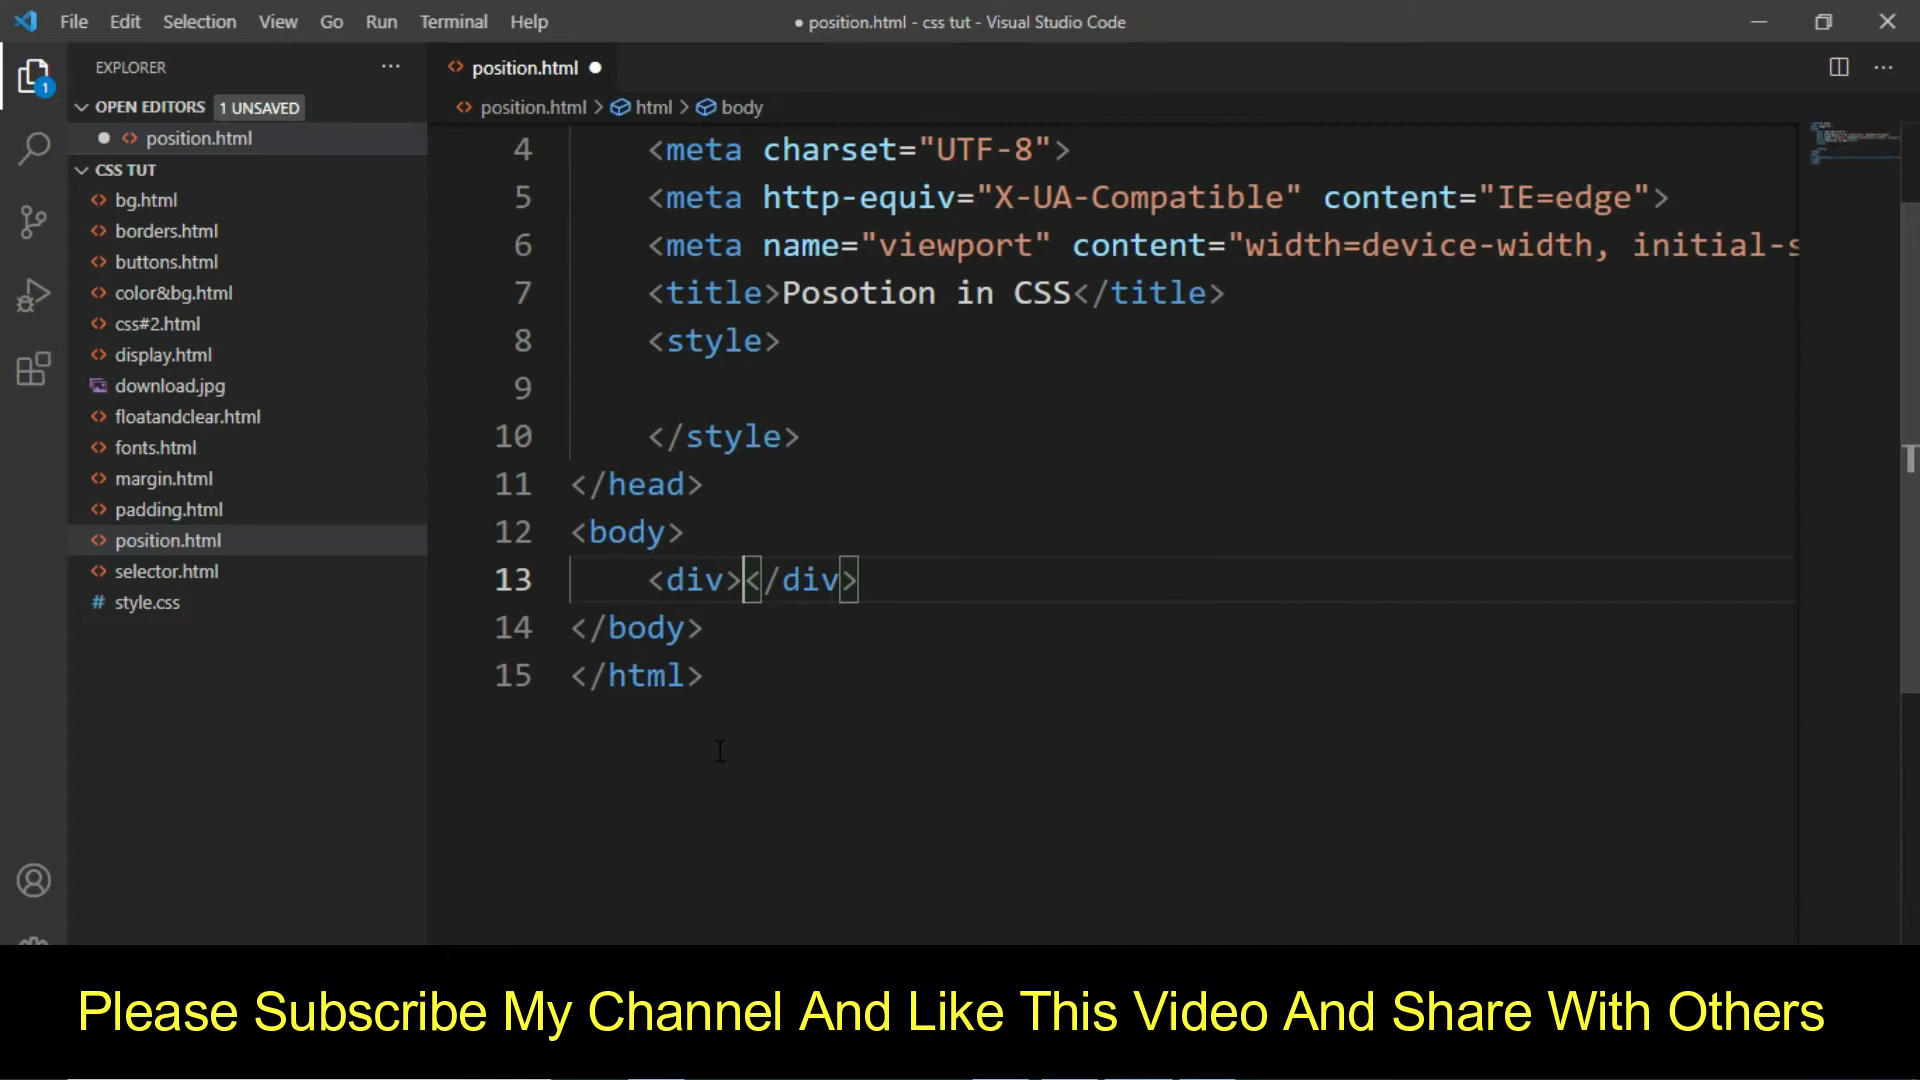 File Edit Selection View Go Run Terminal Help
● position.html - css tut - Visual Studio Code
EXPLORER ···
position.html ●
1
OPEN EDITORS 1 UNSAVED
position.html > html > body
● position.html
CSS TUT
bg.html
borders.html
buttons.html
color&bg.html
css#2.html
display.html
download.jpg
floatandclear.html
fonts.html
margin.html
padding.html
position.html
selector.html
# style.css
4 <meta charset="UTF-8">
5 <meta http-equiv="X-UA-Compatible" content="IE=edge">
6 <meta name="viewport" content="width=device-width, initial-s
7 <title>Posotion in CSS</title>
8 <style>
9
10 </style>
11 </head>
12 <body>
13 <div></div>
14 </body>
15 </html>
Please Subscribe My Channel And Like This Video And Share With Others